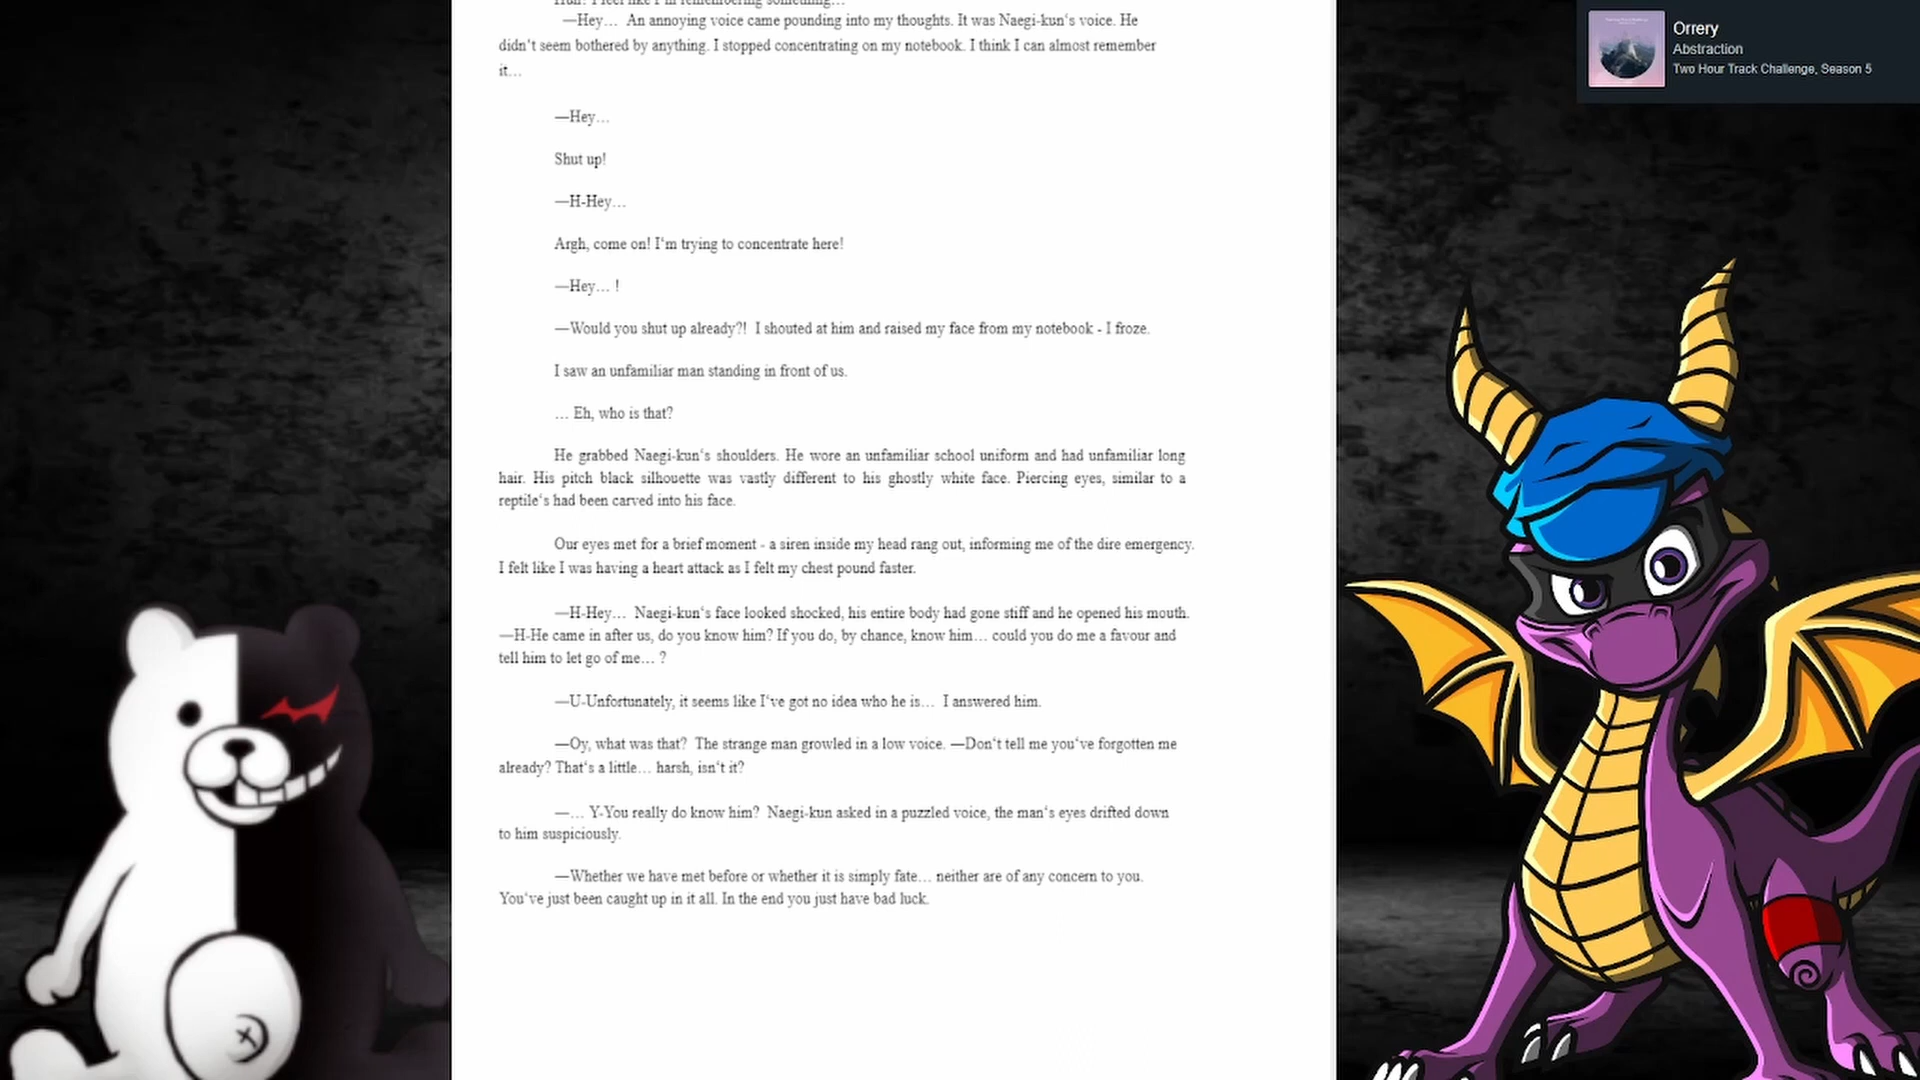 Huh? I feel like I'm remembering something…
—Hey…  An annoying voice came pounding into my thoughts. It was Naegi-kun‘s voice. He
didn‘t seem bothered by anything. I stopped concentrating on my notebook. I think I can almost remember
it…
—Hey…
Shut up!
—H-Hey…
Argh, come on! I‘m trying to concentrate here!
—Hey… !
—Would you shut up already?!  I shouted at him and raised my face from my notebook - I froze.
I saw an unfamiliar man standing in front of us.
… Eh, who is that?
He grabbed Naegi-kun‘s shoulders. He wore an unfamiliar school uniform and had unfamiliar long
hair. His pitch black silhouette was vastly different to his ghostly white face. Piercing eyes, similar to a
reptile‘s had been carved into his face.
Our eyes met for a brief moment - a siren inside my head rang out, informing me of the dire emergency.
I felt like I was having a heart attack as I felt my chest pound faster.
—H-Hey…  Naegi-kun‘s face looked shocked, his entire body had gone stiff and he opened his mouth.
—H-He came in after us, do you know him? If you do, by chance, know him… could you do me a favour and
tell him to let go of me… ?
—U-Unfortunately, it seems like I‘ve got no idea who he is…  I answered him.
—Oy, what was that?  The strange man growled in a low voice. —Don‘t tell me you‘ve forgotten me
already? That‘s a little… harsh, isn‘t it?
—… Y-You really do know him?  Naegi-kun asked in a puzzled voice, the man‘s eyes drifted down
to him suspiciously.
—Whether we have met before or whether it is simply fate… neither are of any concern to you.
You‘ve just been caught up in it all. In the end you just have bad luck.
Orrery
Abstraction
Two Hour Track Challenge, Season 5